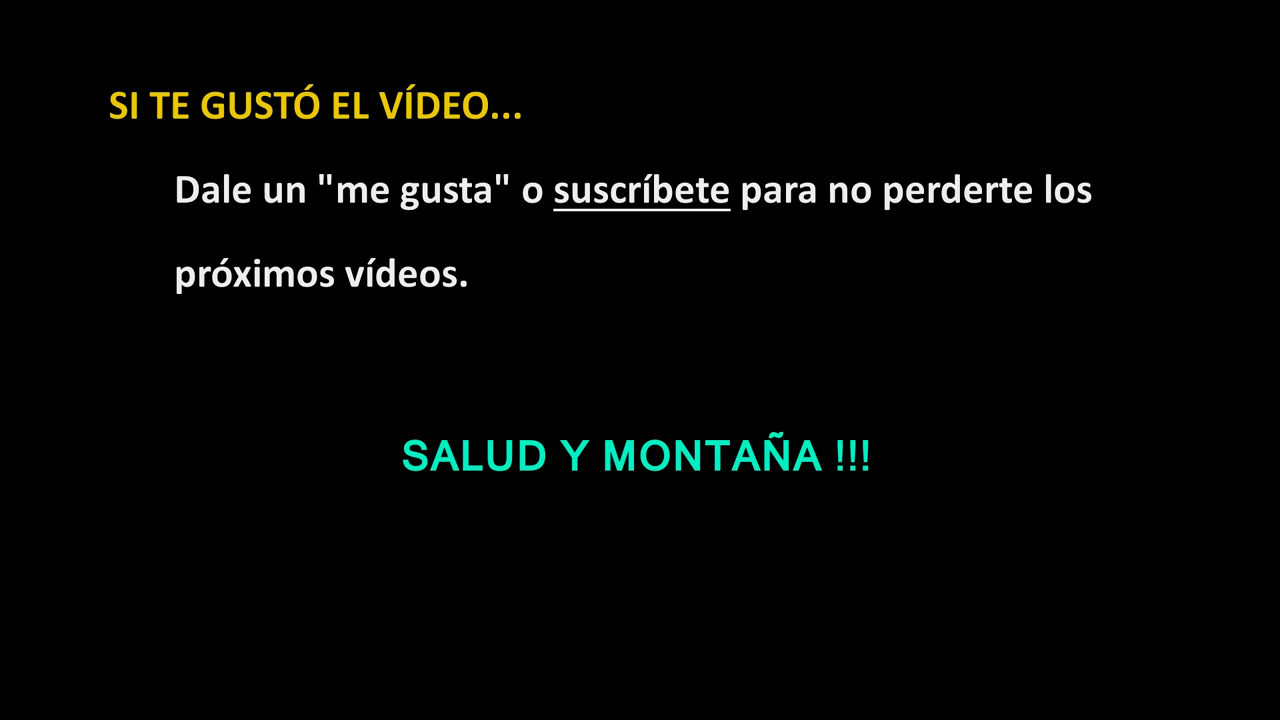 SI TE GUSTÓ EL VÍDEO...
Dale un "me gusta" o suscríbete para no perderte los
próximos vídeos.
SALUD Y MONTAÑA !!!